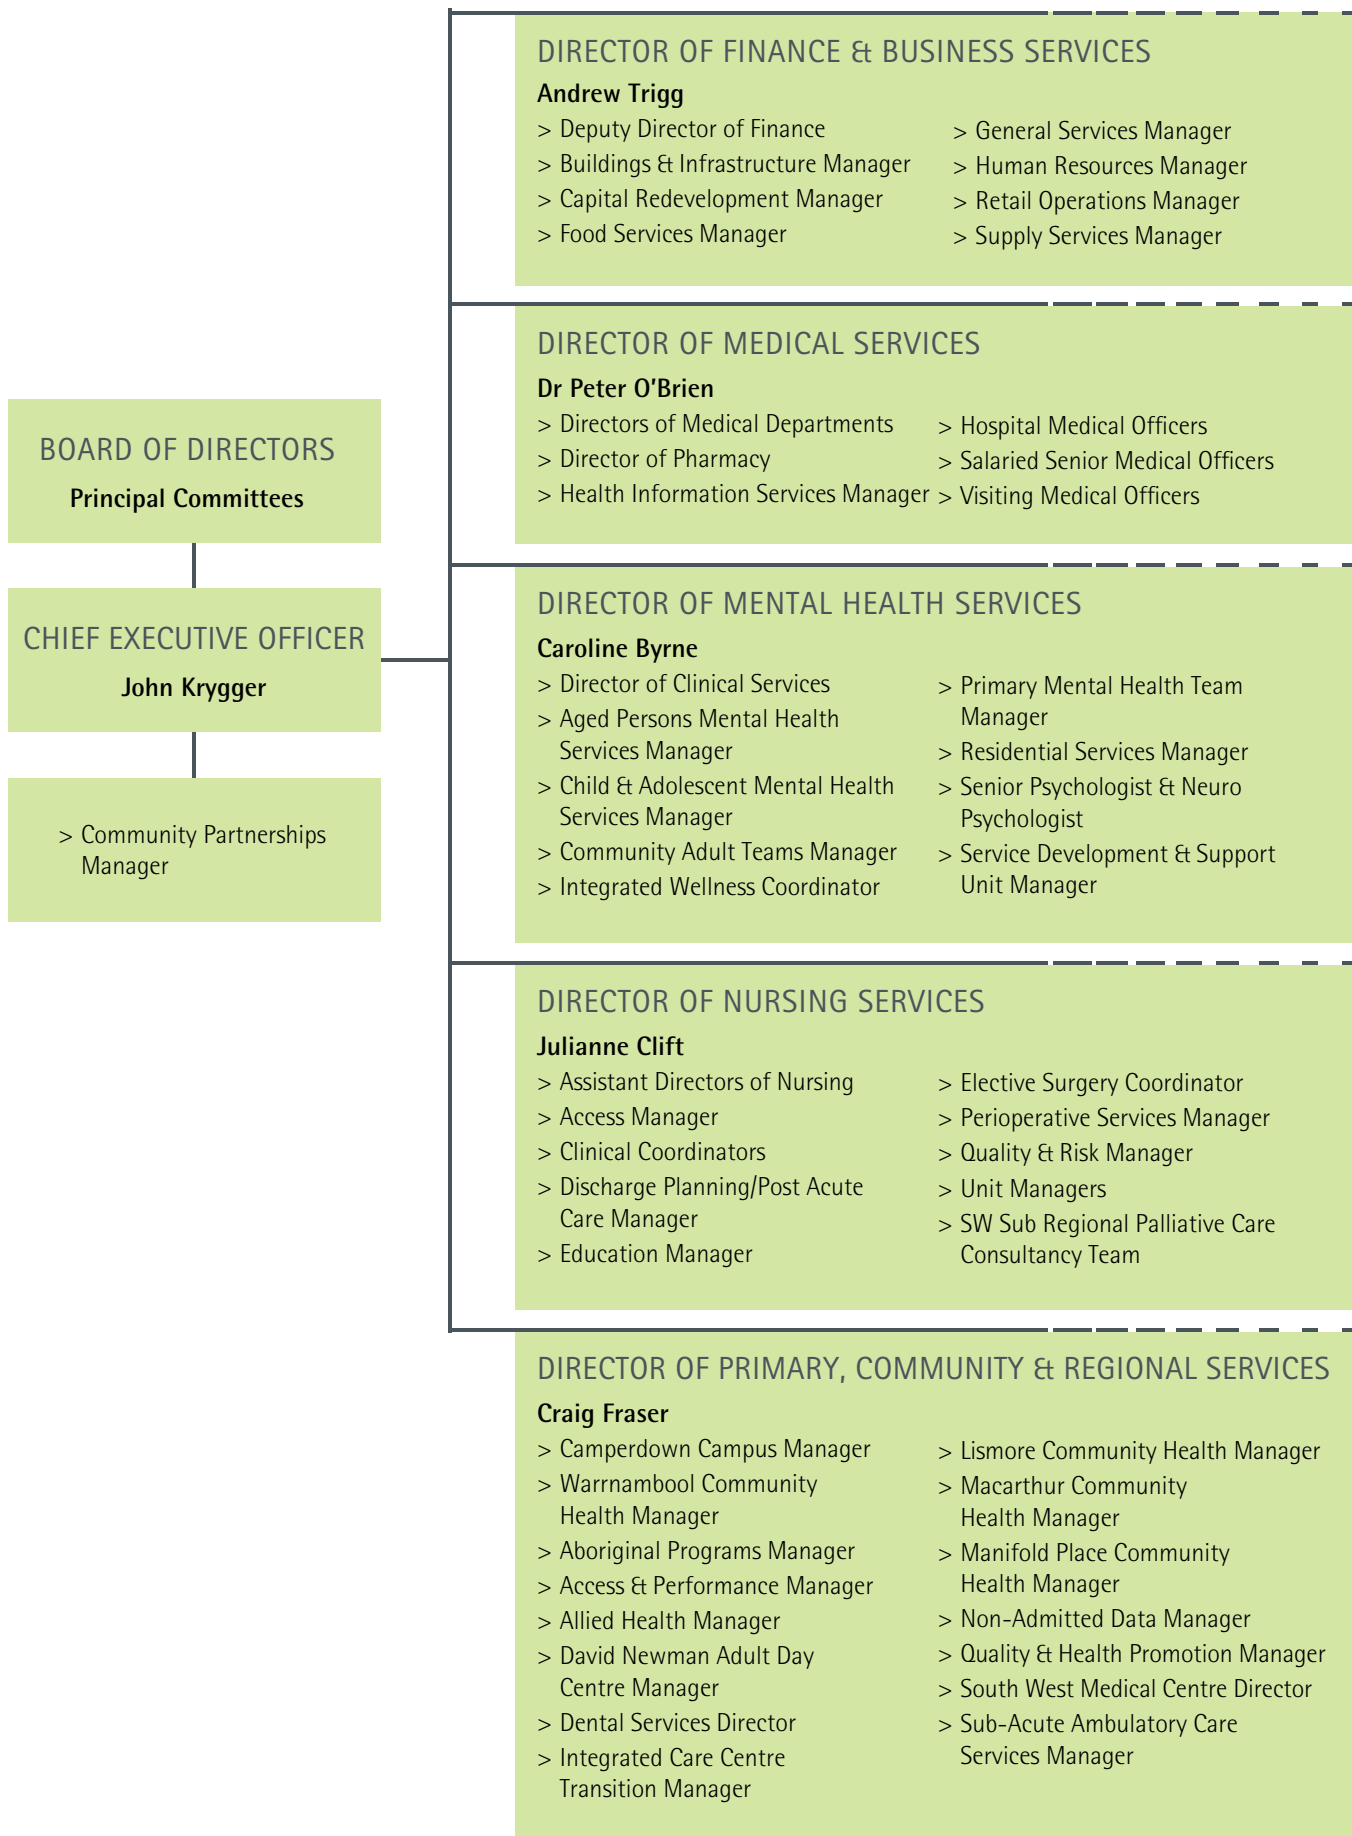 BOARD OF DIRECTORS
Principal Committees
CHIEF EXECUTIVE OFFICER
John Krygger
> Community Partnerships
Manager
DIRECTOR OF FINANCE & BUSINESS SERVICES
Andrew Trigg
> Deputy Director of Finance
> Buildings & Infrastructure Manager
> Capital Redevelopment Manager
> Food Services Manager
> General Services Manager
> Human Resources Manager
> Retail Operations Manager
> Supply Services Manager
DIRECTOR OF MEDICAL SERVICES
Dr Peter O'Brien
> Directors of Medical Departments
> Director of Pharmacy
> Health Information Services Manager
> Hospital Medical Officers
> Salaried Senior Medical Officers
> Visiting Medical Officers
DIRECTOR OF MENTAL HEALTH SERVICES
Caroline Byrne
> Director of Clinical Services
> Aged Persons Mental Health
Services Manager
> Child & Adolescent Mental Health
Services Manager
> Community Adult Teams Manager
> Integrated Wellness Coordinator
> Primary Mental Health Team
Manager
> Residential Services Manager
> Senior Psychologist & Neuro
Psychologist
> Service Development & Support
Unit Manager
DIRECTOR OF NURSING SERVICES
Julianne Clift
> Assistant Directors of Nursing
> Access Manager
> Clinical Coordinators
> Discharge Planning/Post Acute
Care Manager
> Education Manager
> Elective Surgery Coordinator
> Perioperative Services Manager
> Quality & Risk Manager
> Unit Managers
> SW Sub Regional Palliative Care
Consultancy Team
DIRECTOR OF PRIMARY, COMMUNITY & REGIONAL SERVICES
Craig Fraser
> Camperdown Campus Manager
> Warrnambool Community
Health Manager
> Aboriginal Programs Manager
> Access & Performance Manager
> Allied Health Manager
> David Newman Adult Day
Centre Manager
> Dental Services Director
> Integrated Care Centre
Transition Manager
> Lismore Community Health Manager
> Macarthur Community
Health Manager
> Manifold Place Community
Health Manager
> Non-Admitted Data Manager
> Quality & Health Promotion Manager
> South West Medical Centre Director
> Sub-Acute Ambulatory Care
Services Manager